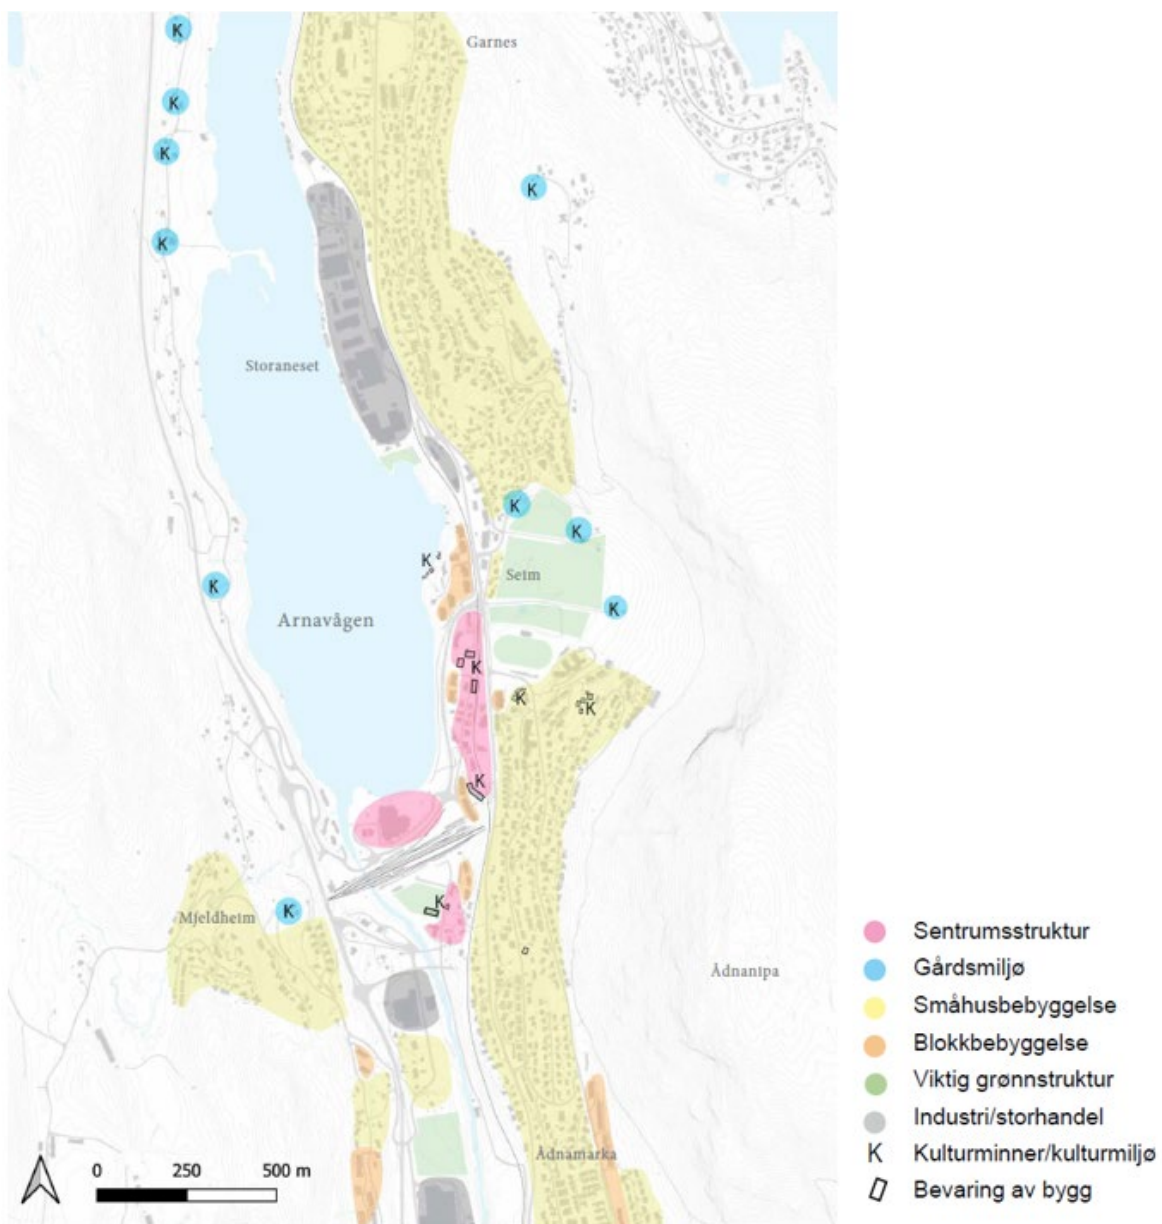 Garnes
K
K
K
K
K
Storaneset
K
K
K
Seim
K
K
Arnavågen
K
K
K
K
K
Mjeldheim
K
Ådnanipa
Ådnamarka
0 250 500 m
Sentrumsstruktur
Gårdsmiljø
Småhusbebyggelse
Blokkbebyggelse
Viktig grønnstruktur
Industri/storhandel
K Kulturminner/kulturmiljø
Bevaring av bygg